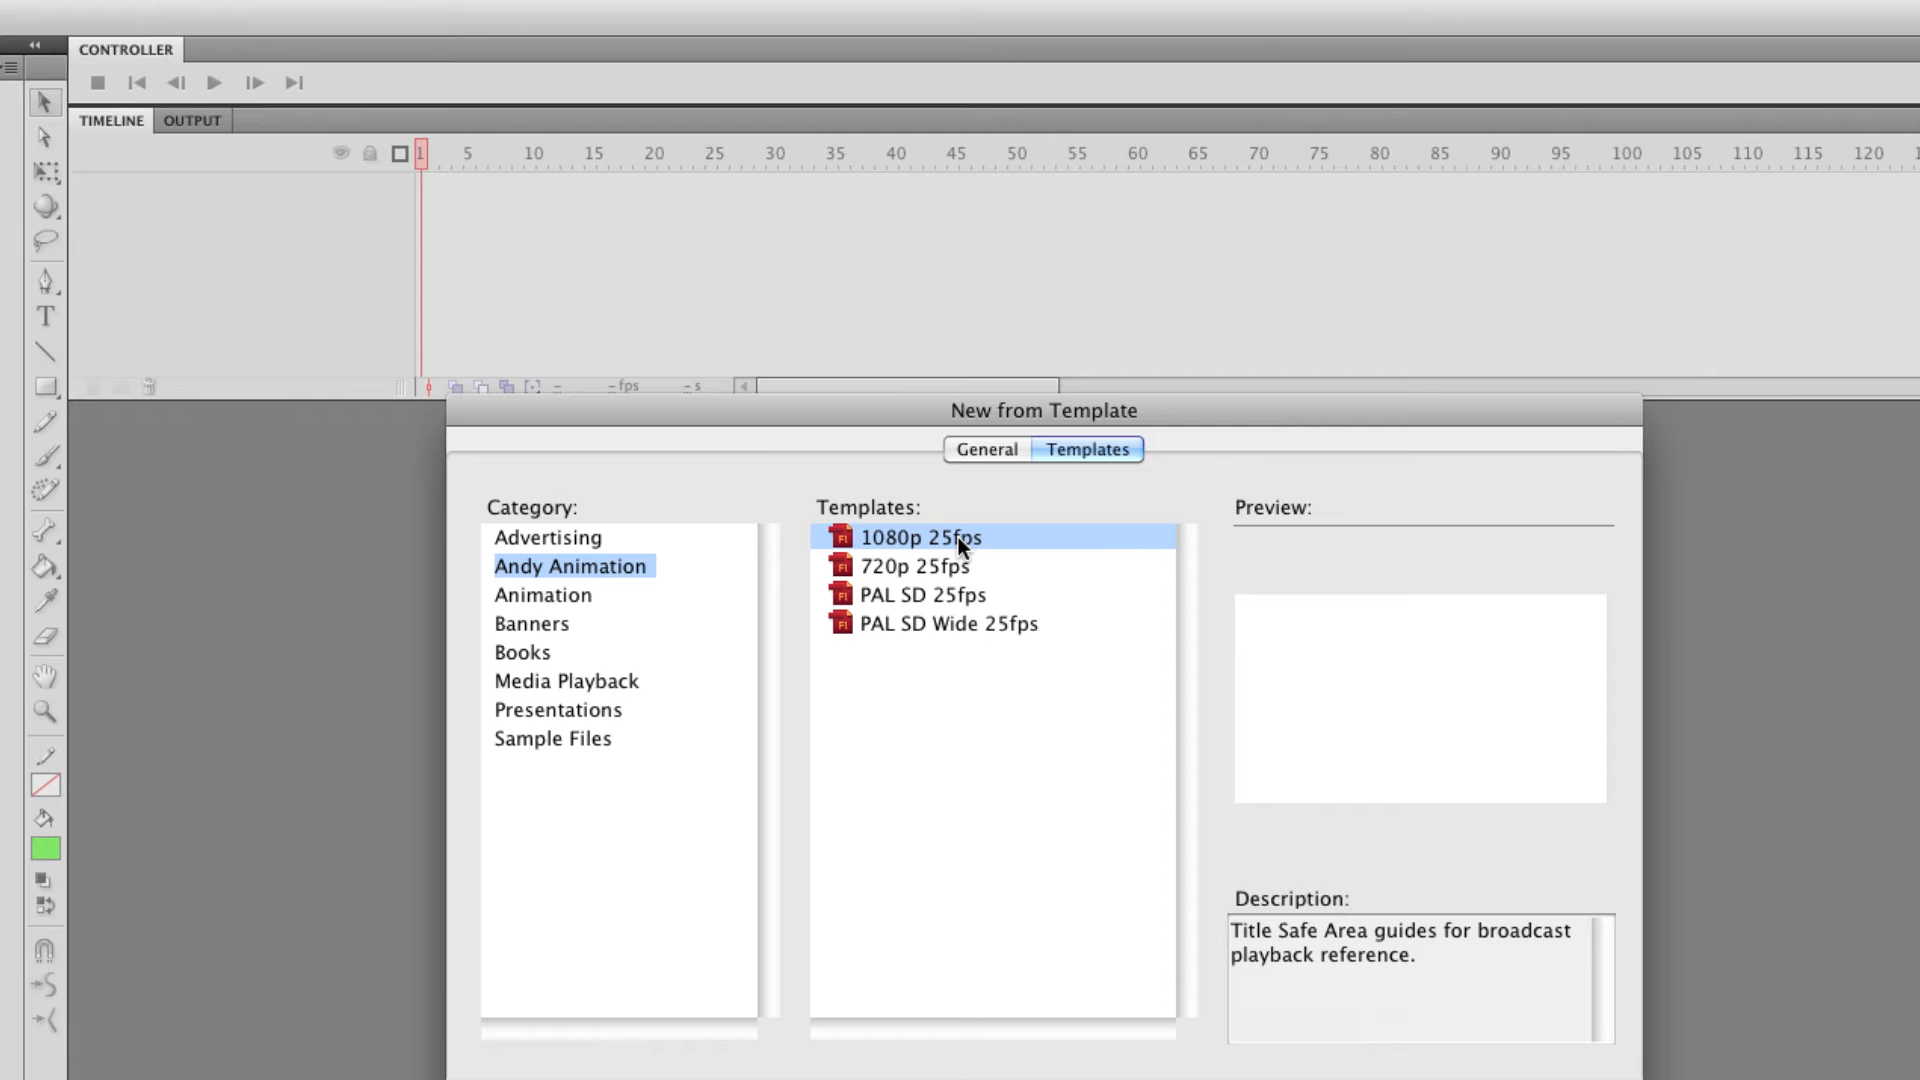 CONTROLLER
TIMELINE OUTPUT
1 5 10 15 20 25 30 35 40 45 50 55 60 65 70 75 80 85 90 95 100 105 110 115 120
fps s
New from Template
General Templates
Category: Templates: Preview:
Advertising
Andy Animation
Animation
Banners
Books
Media Playback
Presentations
Sample Files
1080p 25fps
720p 25fps
PAL SD 25fps
PAL SD Wide 25fps
Description:
Title Safe Area guides for broadcast
playback reference.